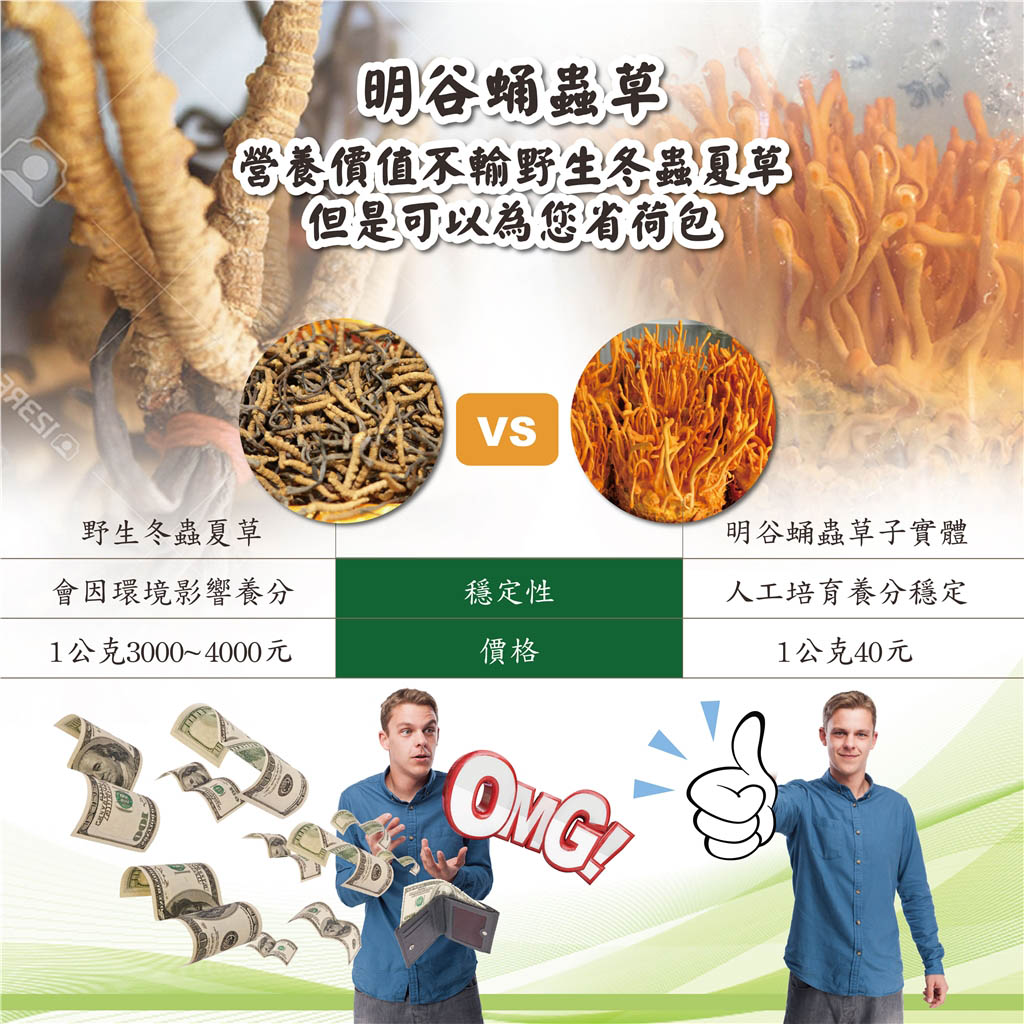 明谷蛹蟲草
營養價值不輸野生冬蟲夏草
但是可以為您省荷包
VS
野生冬蟲夏草
明谷蛹蟲草子實體
會因環境影響養分
穩定性
人工培育養分穩定
1公克3000~4000元
價格
1公克40元
OMG!